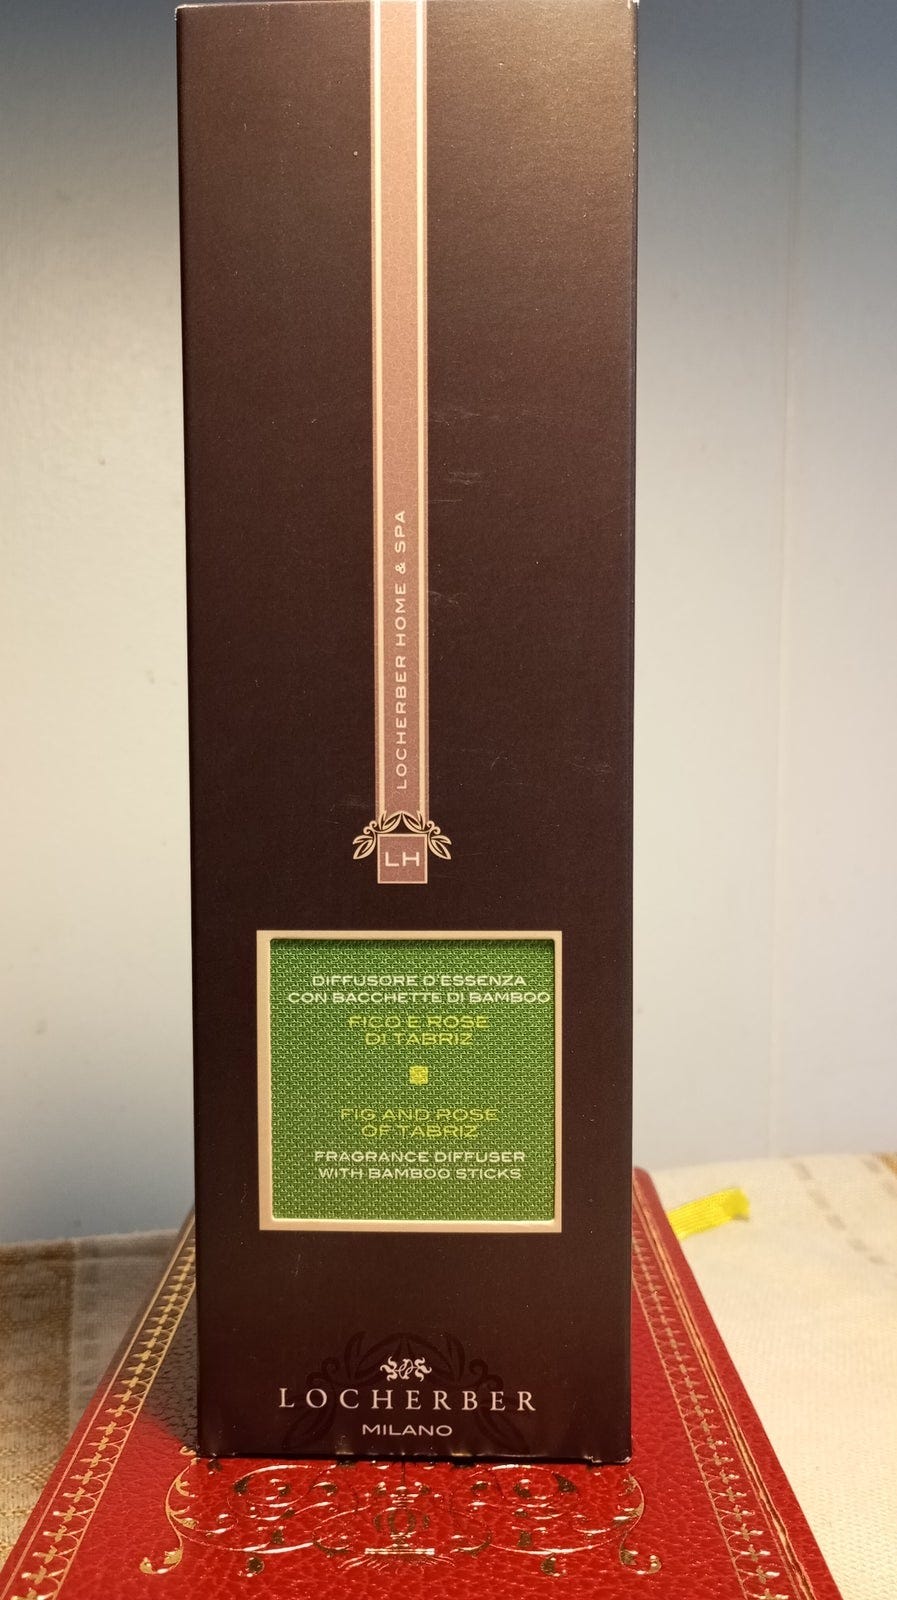 LOCHERBER HOME & SPA
LH
DIFFUSORE D'ESSENZA
CON BACCHETTE DI BAMBOO
FICO E ROSE
DI TABRIZ
FIG AND ROSE
OF TABRIZ
FRAGRANCE DIFFUSER
WITH BAMBOO STICKS
LOCHERBER
MILANO